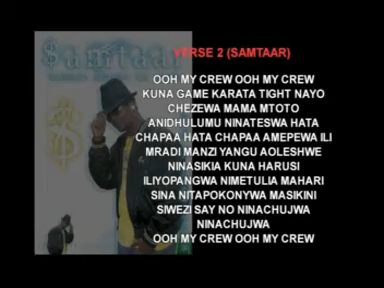 $amtaar
VERSE 2 (SAMTAAR)
OOH MY CREW OOH MY CREW
KUNA GAME KARATA TIGHT NAYO
CHEZEWA MAMA MTOTO
ANIDHULUMU NINATESWA HATA
CHAPAA HATA CHAPAA AMEPEWA ILI
MRADI MANZI YANGU AOLESHWE
NINASIKIA KUNA HARUSI
ILIYOPANGWA NIMETULIA MAHARI
SINA NITAPOKONYWA MASIKINI
SIWEZI SAY NO NINACHUJWA
NINACHUJWA
OOH MY CREW OOH MY CREW